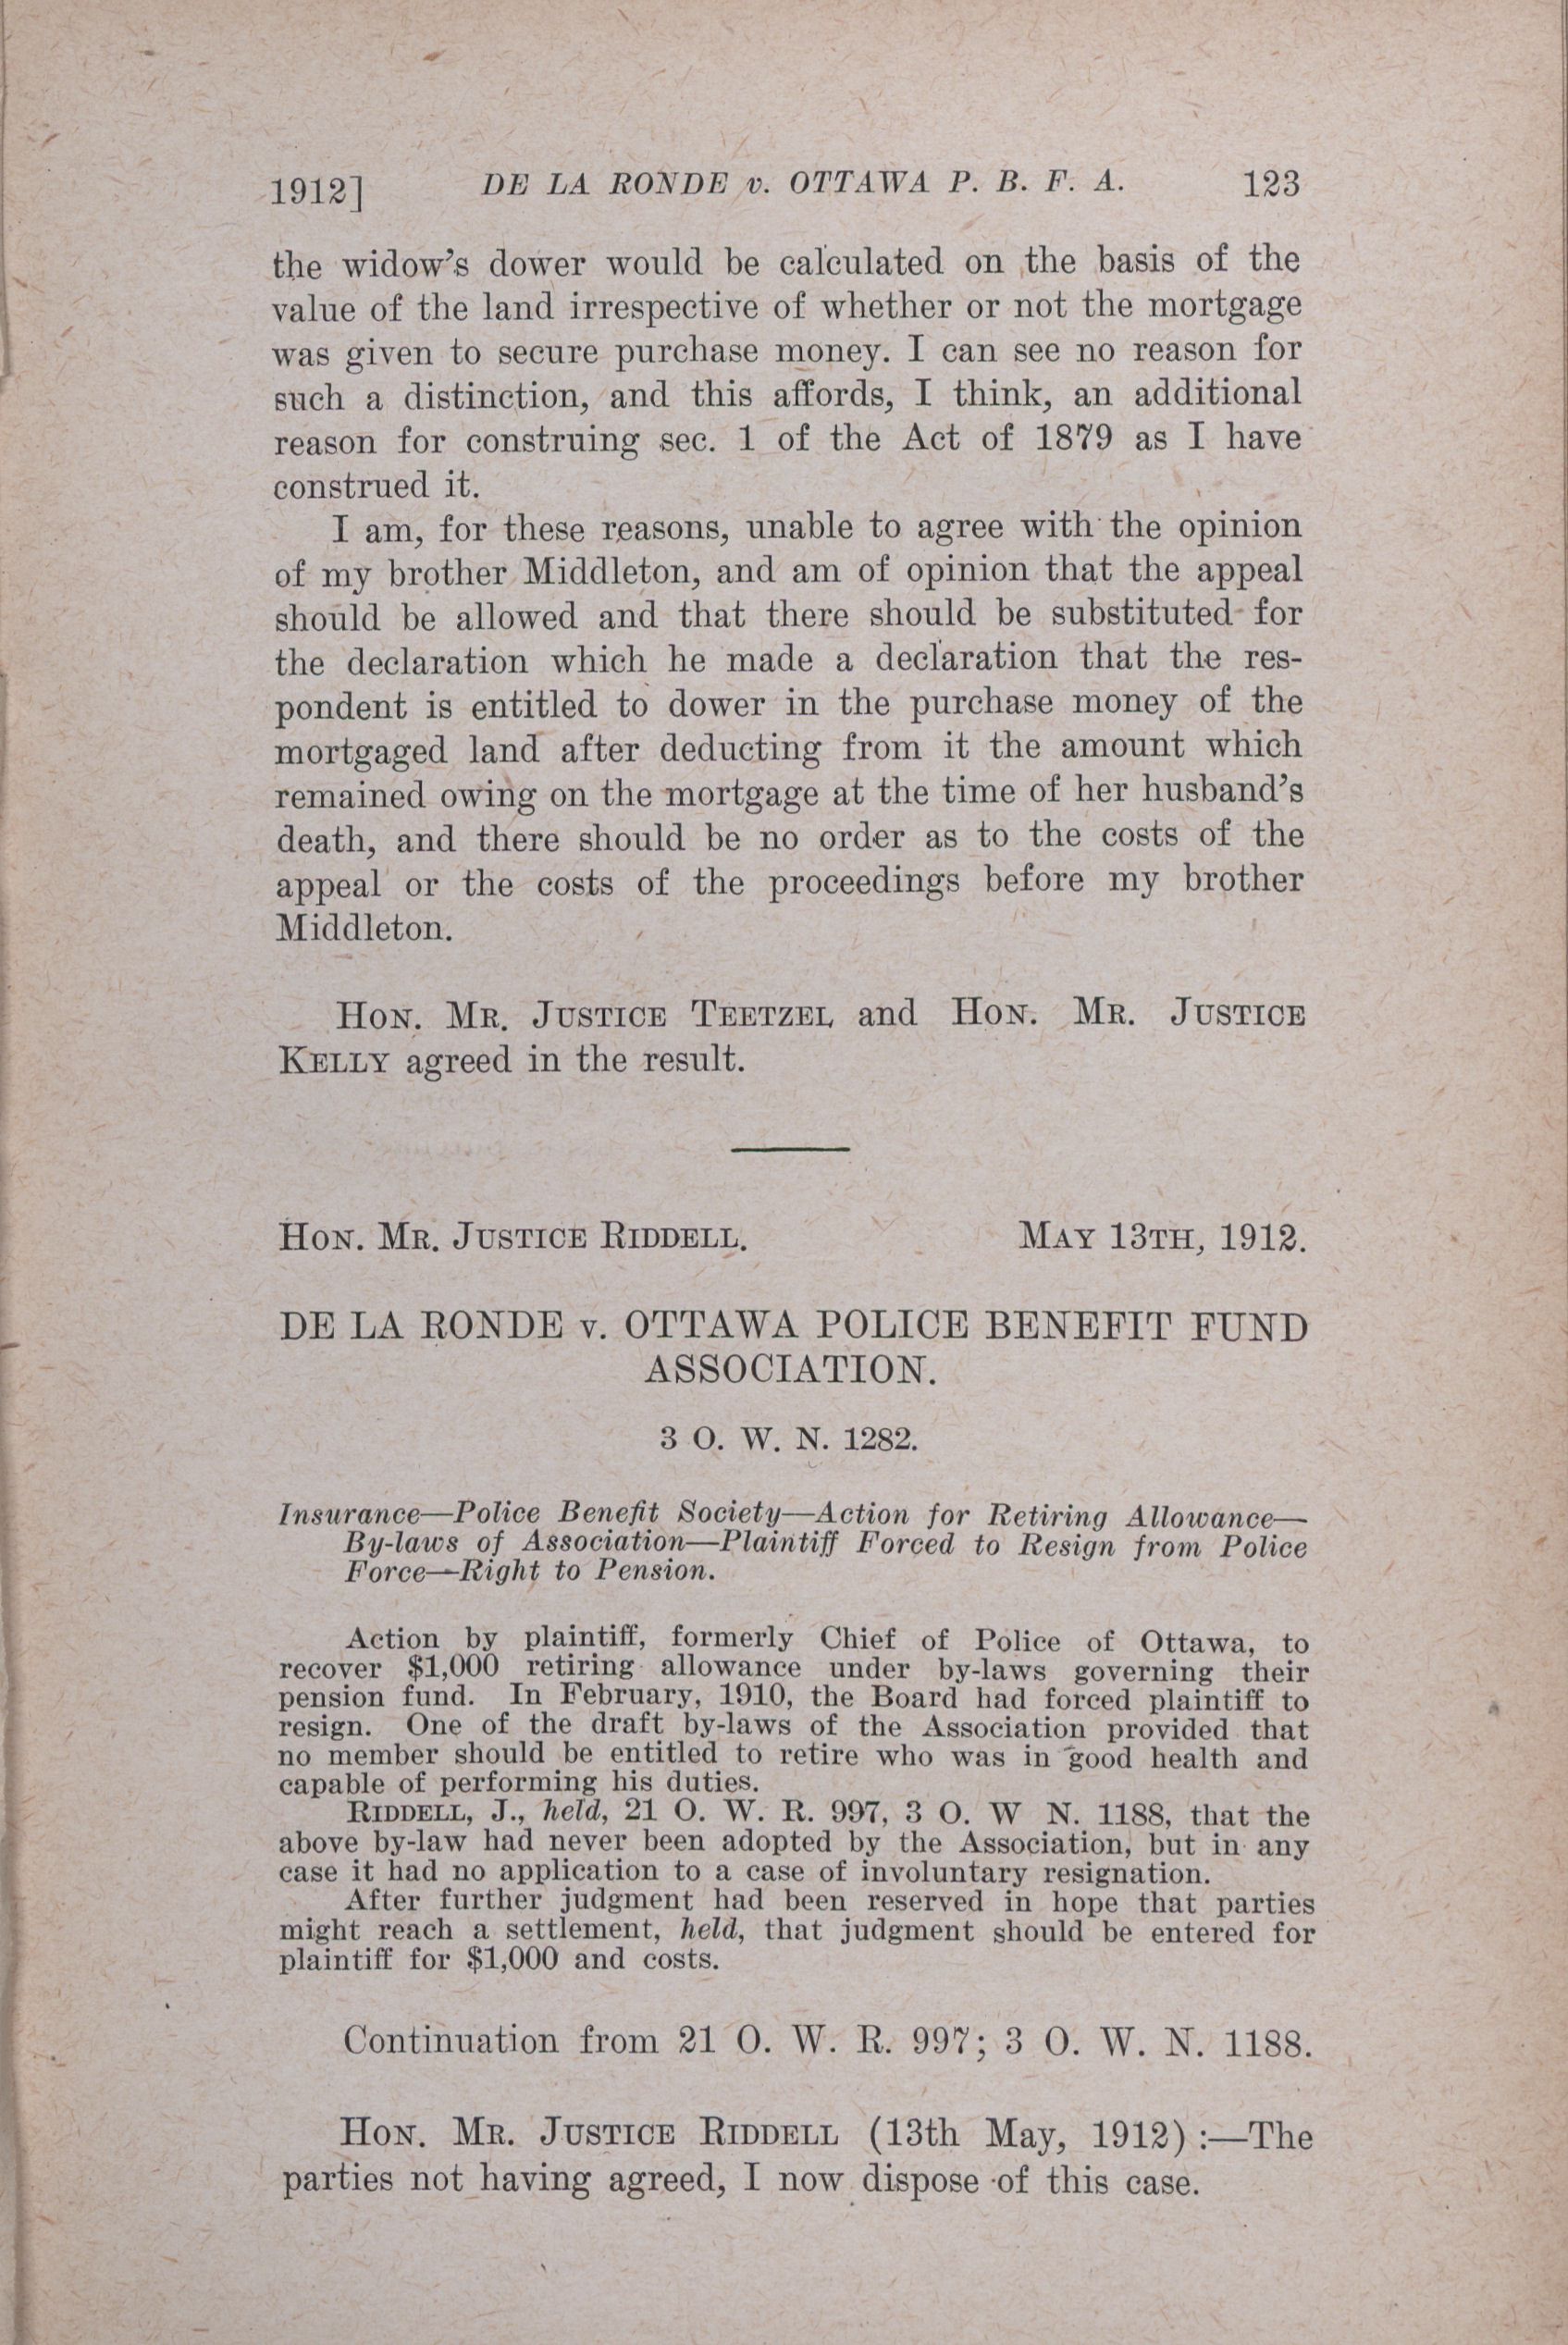 1912] DE LA RONDE v. OTTAWA P. B. F. A. 123
the widow's dower would be calculated on the basis of the
value of the land irrespective of whether or not the mortgage
was given to secure purchase money. I can see no reason for
such a distinction, and this affords, I think, an additional
reason for construing sec. 1 of the Act of 1879 as I have
construed it.
I am, for these reasons, unable to agree with the opinion
of my brother Middleton, and am of opinion that the appeal
should be allowed and that there should be substituted for
the declaration which he made a declaration that the res-
pondent is entitled to dower in the purchase money of the
mortgaged land after deducting from it the amount which
remained owing on the mortgage at the time of her husband's
death, and there should be no order as to the costs of the
appeal or the costs of the proceedings before my brother
Middleton.
Hon. Mr. Justice Teetzel and Hon. Mr. Justice
Kelly agreed in the result.
Hon. Mr. Justice Riddell. May 13th, 1912.
DE LA RONDE v. OTTAWA POLICE BENEFIT FUND
ASSOCIATION.
3 O. W. N. 1282.
Insurance—Police Benefit Society—Action for Retiring Allowance—
By-laws of Association—Plaintiff Forced to Resign from Police
Force—Right to Pension.
Action by plaintiff, formerly Chief of Police of Ottawa, to
recover $1,000 retiring allowance under by-laws governing their
pension fund. In February, 1910, the Board had forced plaintiff to
resign. One of the draft by-laws of the Association provided that
no member should be entitled to retire who was in good health and
capable of performing his duties.
Riddell, J., held, 21 O. W. R. 997, 3 O. W N. 1188, that the
above by-law had never been adopted by the Association, but in any
case it had no application to a case of involuntary resignation.
After further judgment had been reserved in hope that parties
might reach a settlement, held, that judgment should be entered for
plaintiff for $1,000 and costs.
Continuation from 21 O. W. R. 997; 3 O. W. N. 1188.
Hon. Mr. Justice Riddell (13th May, 1912) :—The
parties not having agreed, I now dispose of this case.